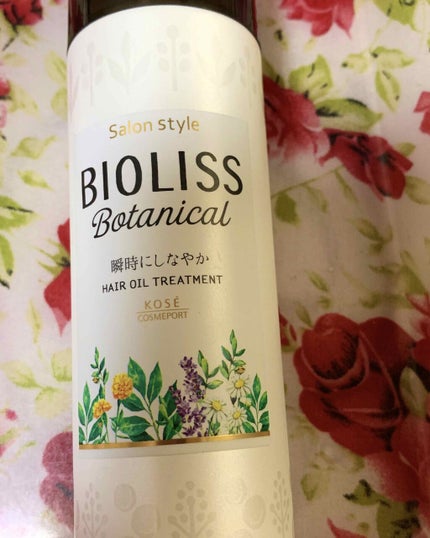 Salon style
BIOLISS
Botanical
瞬時にしなやか
HAIR OIL TREATMENT
KOSÉ
COSMEPORT